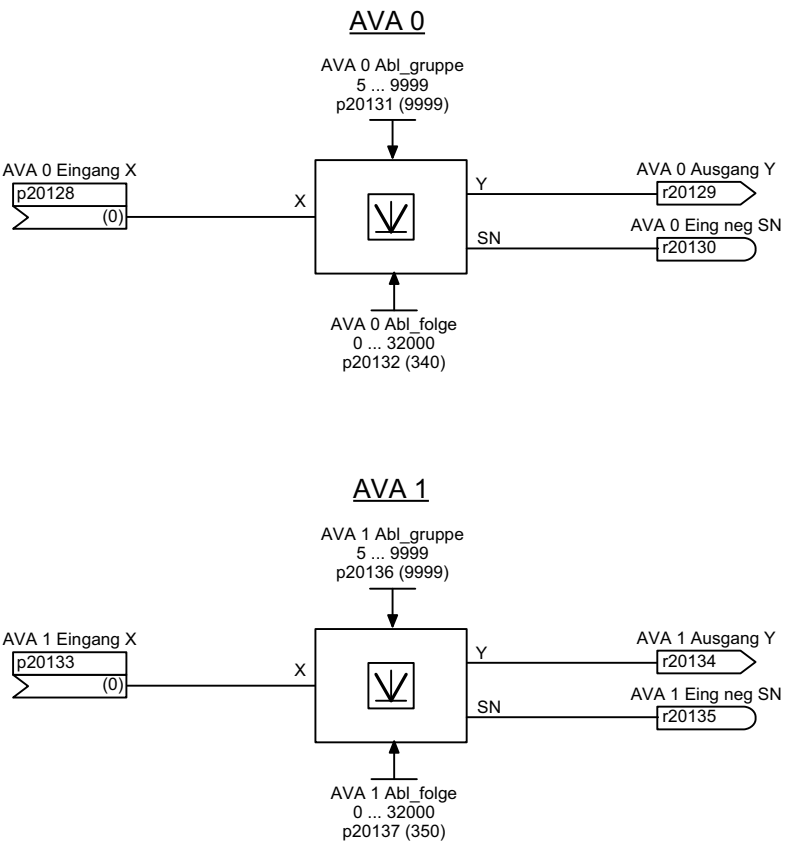 AVA 0
AVA 0 Abl_gruppe
5 ... 9999
p20131 (9999)
AVA 0 Eingang X
p20128
(0)
X
Y
SN
AVA 0 Ausgang Y
r20129
AVA 0 Eing neg SN
r20130
AVA 0 Abl_folge
0 ... 32000
p20132 (340)
AVA 1
AVA 1 Abl_gruppe
5 ... 9999
p20136 (9999)
AVA 1 Eingang X
p20133
(0)
X
Y
SN
AVA 1 Ausgang Y
r20134
AVA 1 Eing neg SN
r20135
AVA 1 Abl_folge
0 ... 32000
p20137 (350)